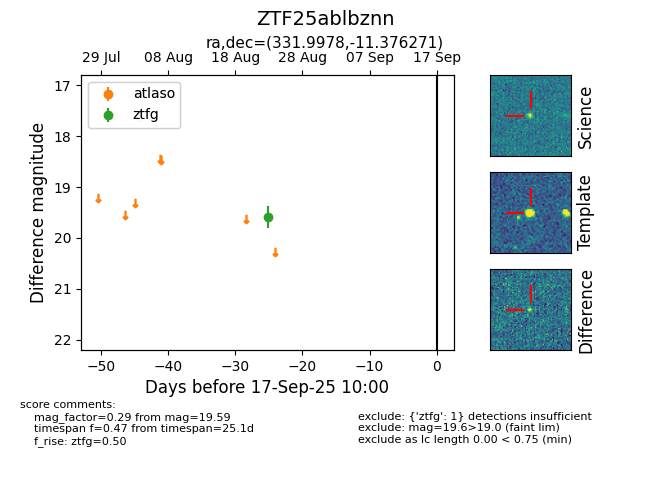 ZTF25ablbznn
ra,dec=(331.9978,-11.376271)
29 Jul 08 Aug 18 Aug 28 Aug 07 Sep 17 Sep
atlaso
ztfg
17
18
19
20
21
22
Difference magnitude
−50 −40 −30 −20 −10 0
Days before 17-Sep-25 10:00
Science
Template
Difference
score comments:
mag_factor=0.29 from mag=19.59
timespan f=0.47 from timespan=25.1d
f_rise: ztfg=0.50
exclude: {'ztfg': 1} detections insufficient
exclude: mag=19.6>19.0 (faint lim)
exclude as lc length 0.00 < 0.75 (min)